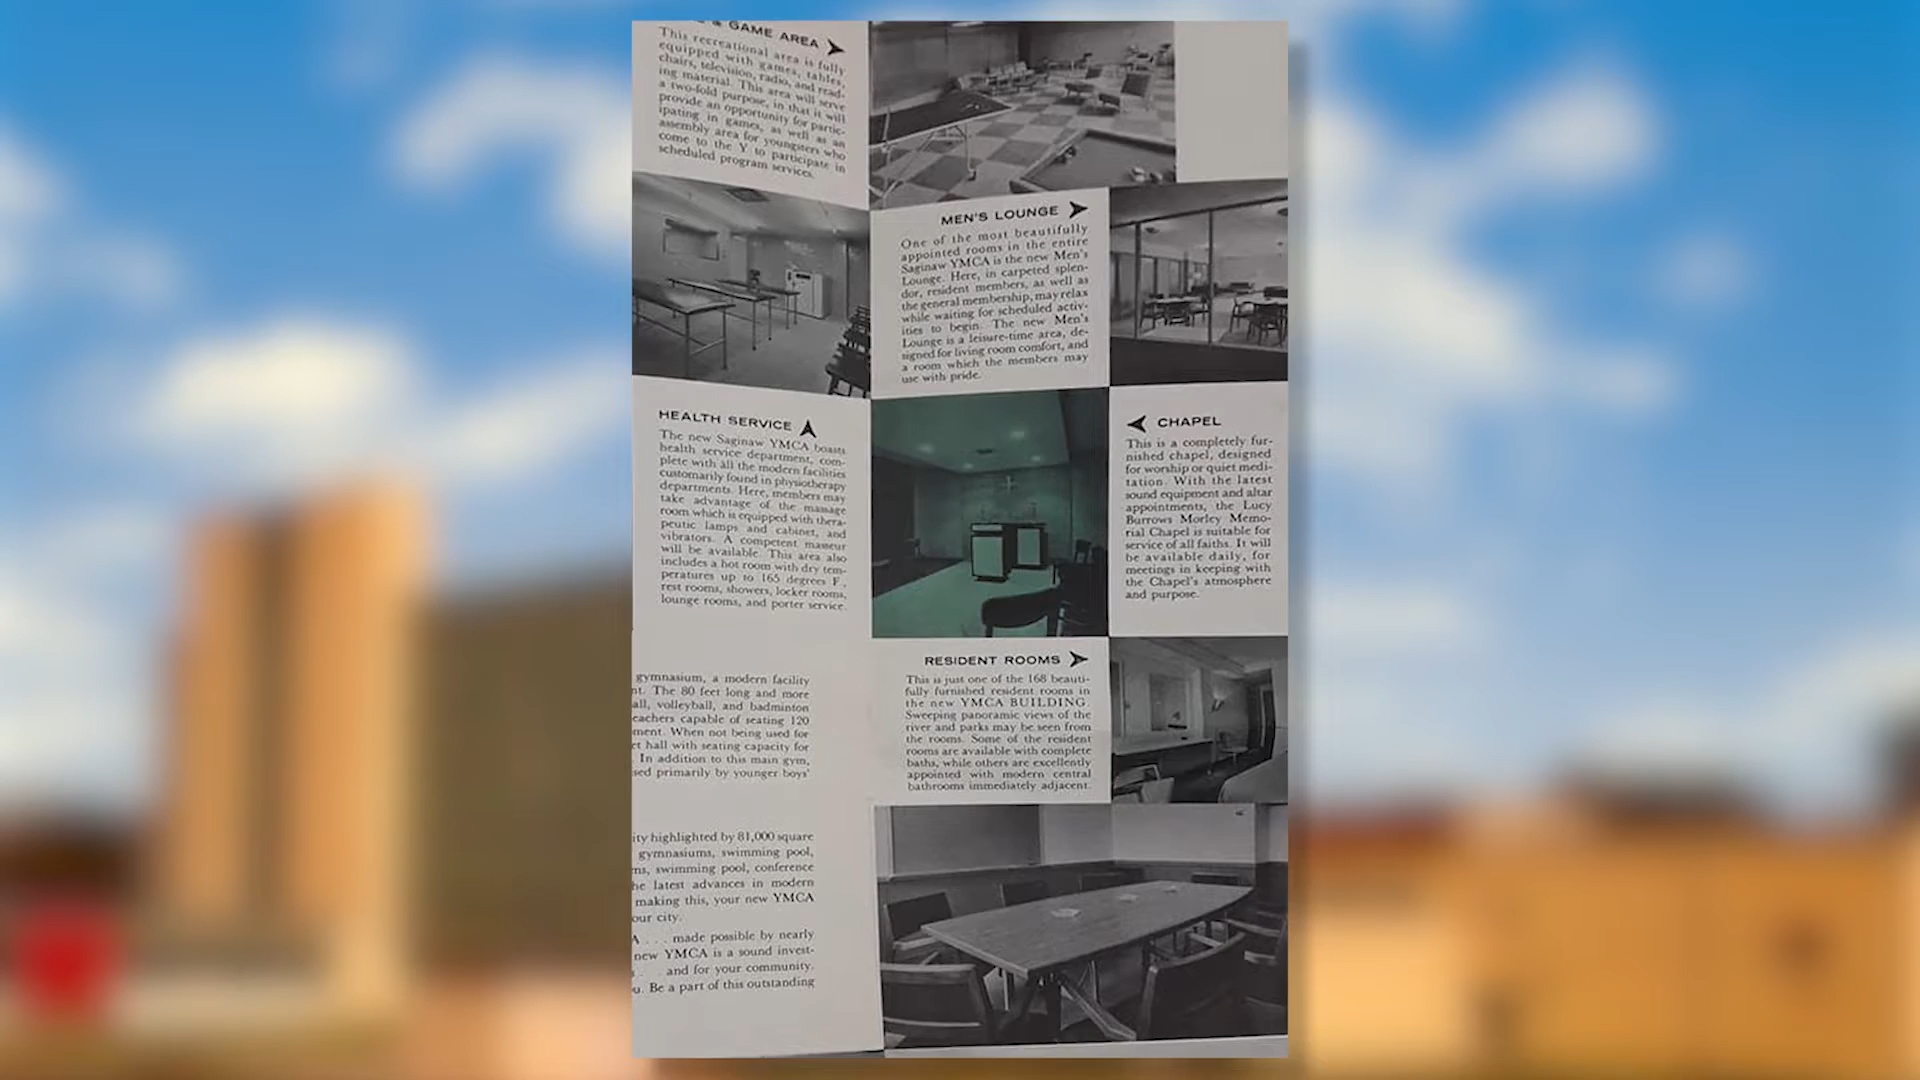 & GAME AREA
This recreational area is fully
equipped with games, tables,
chairs, television, radio, and read-
ing material. This area will serve
a two-fold purpose, in that it will
provide an opportunity for partic-
ipating in games, as well as an
assembly area for youngsters who
come to the Y to participate in
scheduled program services.
MEN'S LOUNGE
One of the most beautifully
appointed rooms in the entire
Saginaw YMCA is the new Men's
Lounge. Here, in carpeted splen-
dor, resident members, as well as
the general membership, may relax
while waiting for scheduled activ-
ities to begin. The new Men's
Lounge is a leisure-time area, de-
signed for living room comfort, and
a room which the members may
use with pride.
HEALTH SERVICE
The new Saginaw YMCA boasts
health service department, com-
plete with all the modern facilities
customarily found in physiotherapy
departments. Here, members may
take advantage of the massage
room which is equipped with thera-
peutic lamps and cabinet, and
vibrators. A competent masseur
will be available. This area also
includes a hot room with dry tem-
peratures up to 165 degrees F.,
rest rooms, showers, locker rooms,
lounge rooms, and porter service.
CHAPEL
This is a completely fur-
nished chapel, designed
for worship or quiet medi-
tation. With the latest
sound equipment and altar
appointments, the Lucy
Burrows Morley Memo-
rial Chapel is suitable for
service of all faiths. It will
be available daily, for
meetings in keeping with
the Chapel's atmosphere
and purpose.
RESIDENT ROOMS
This is just one of the 168 beauti-
fully furnished resident rooms in
the new YMCA BUILDING.
Sweeping panoramic views of the
river and parks may be seen from
the rooms. Some of the resident
rooms are available with complete
baths, while others are excellently
appointed with modern central
bathrooms immediately adjacent.
gymnasium, a modern facility
nt. The 80 feet long and more
all, volleyball, and badminton
eachers capable of seating 120
ment. When not being used for
et hall with seating capacity for
. In addition to this main gym,
sed primarily by younger boys'
ity highlighted by 81,000 square
gymnasiums, swimming pool,
ms, swimming pool, conference
he latest advances in modern
making this, your new YMCA
our city.
A . . . made possible by nearly
new YMCA is a sound invest-
. . and for your community.
u. Be a part of this outstanding